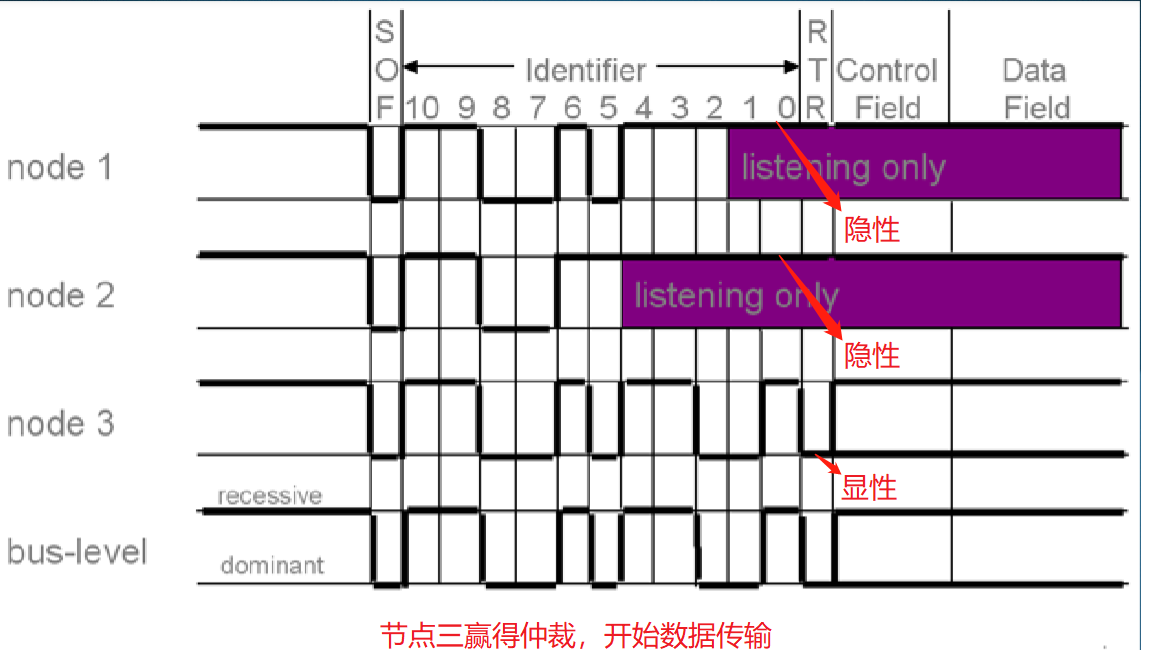 S
O
F
Identifier
10 9 8 7 6 5 4 3 2 1 0
R
T
R
Control
Field
Data
Field
node 1
listening only
隐性
node 2
listening only
隐性
node 3
显性
recessive
bus-level
dominant
节点三赢得仲裁，开始数据传输